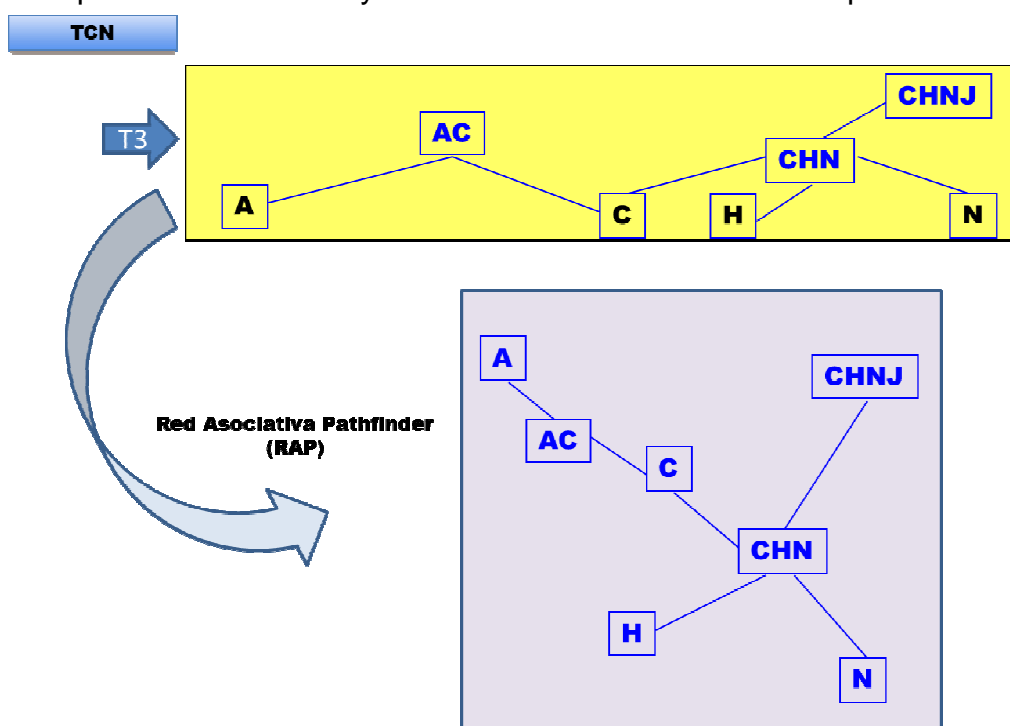 TCN
T3
CHNJ
AC
CHN
A
C
H
N
A
CHNJ
Red Asociativa Pathfinder
(RAP)
AC
C
CHN
H
N